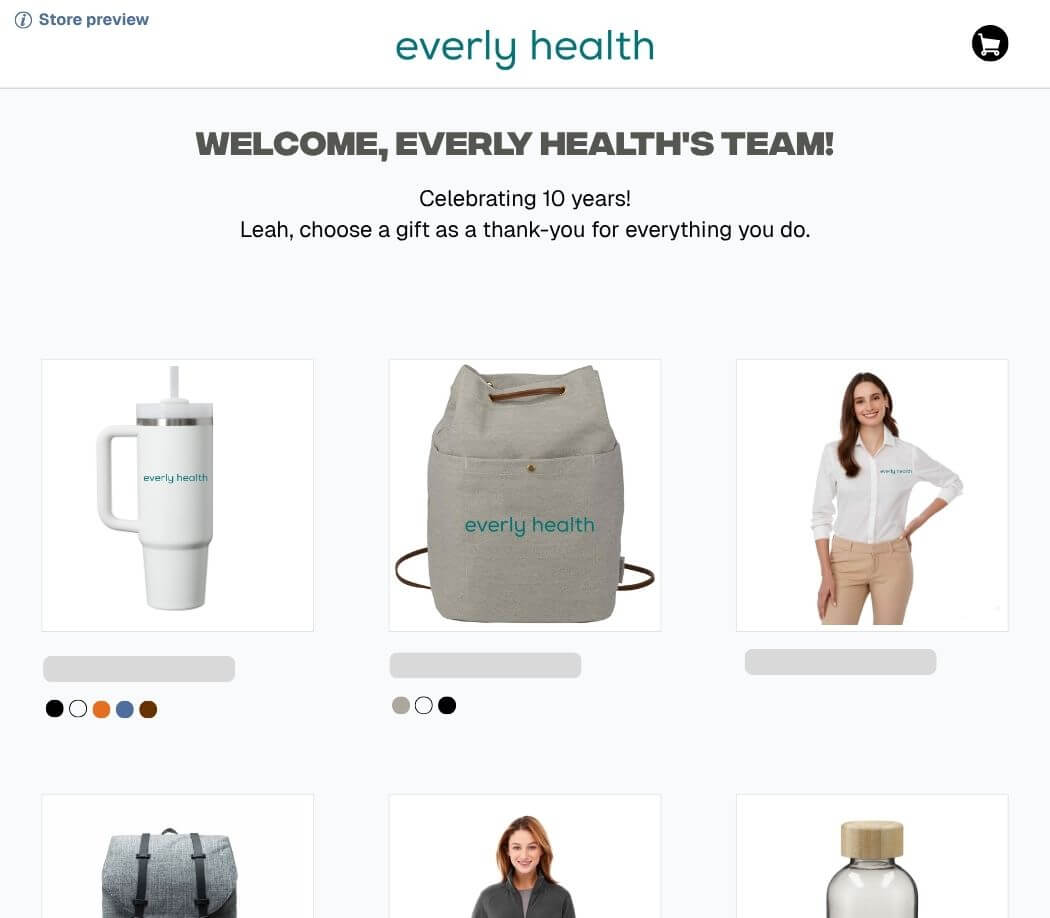 Store preview
everly health
WELCOME, EVERLY HEALTH'S TEAM!
Celebrating 10 years!
Leah, choose a gift as a thank-you for everything you do.
everly health
everly health
everly health